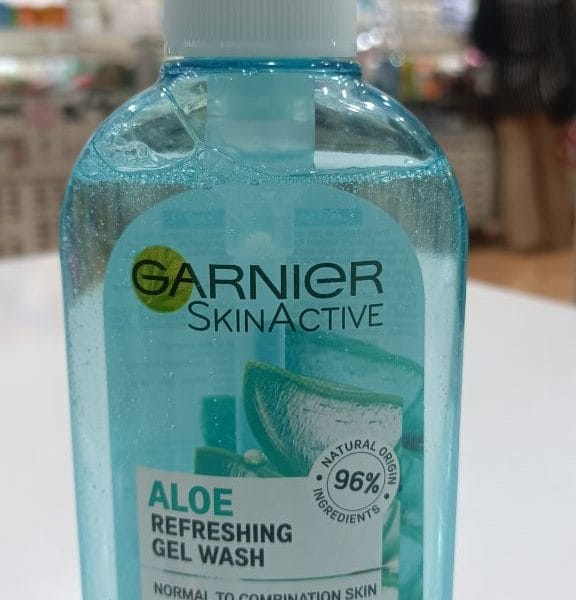 GARNIER
SKINACTIVE
NATURAL ORIGIN
96%
INGREDIENTS
ALOE
REFRESHING
GEL WASH
NORMAL TO COMBINATION SKIN